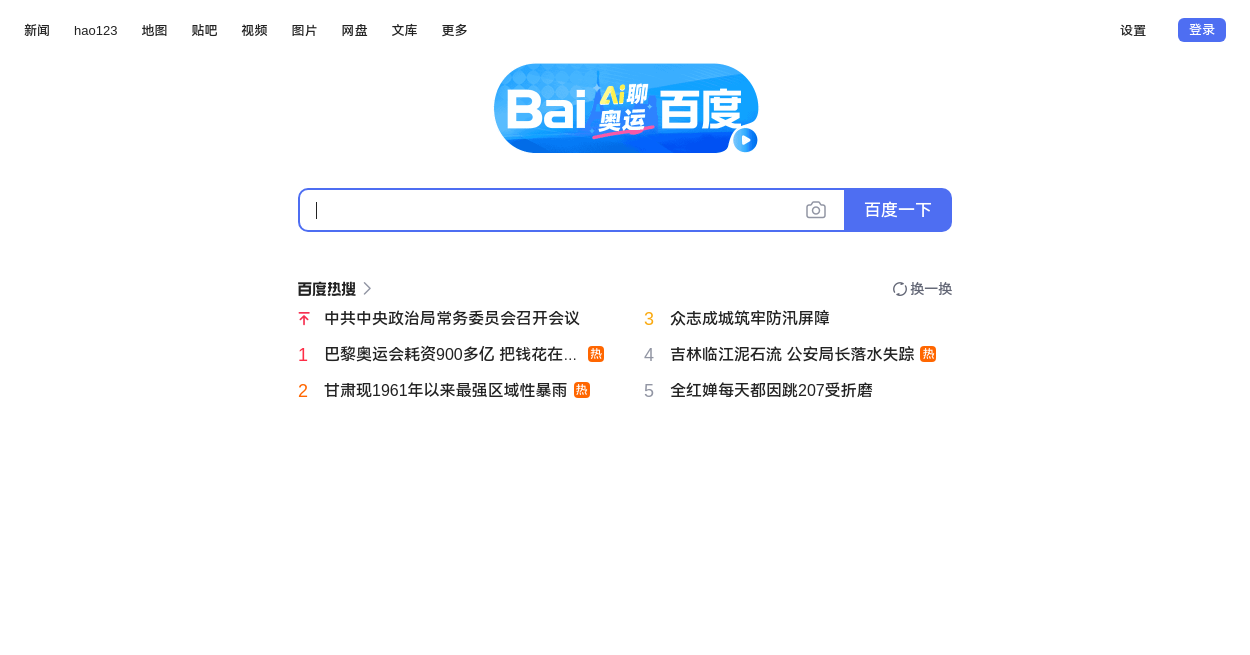 新闻 hao123 地图 贴吧 视频 图片 网盘 文库 更多 设置 登录
Bai Ai聊奥运 百度
百度一下
百度热搜 换一换
中共中央政治局常务委员会召开会议
1 巴黎奥运会耗资900多亿 把钱花在... 热
2 甘肃现1961年以来最强区域性暴雨 热
3 众志成城筑牢防汛屏障
4 吉林临江泥石流 公安局长落水失踪 热
5 全红婵每天都因跳207受折磨